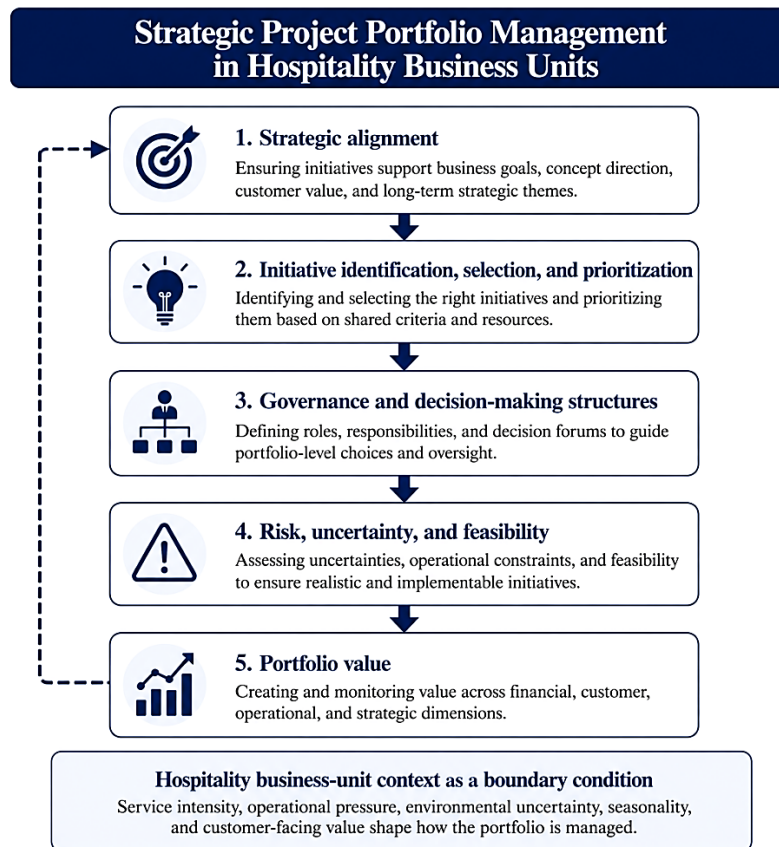 Strategic Project Portfolio Management
in Hospitality Business Units
1. Strategic alignment
Ensuring initiatives support business goals, concept direction,
customer value, and long-term strategic themes.
2. Initiative identification, selection, and prioritization
Identifying and selecting the right initiatives and prioritizing
them based on shared criteria and resources.
3. Governance and decision-making structures
Defining roles, responsibilities, and decision forums to guide
portfolio-level choices and oversight.
4. Risk, uncertainty, and feasibility
Assessing uncertainties, operational constraints, and feasibility
to ensure realistic and implementable initiatives.
5. Portfolio value
Creating and monitoring value across financial, customer,
operational, and strategic dimensions.
Hospitality business-unit context as a boundary condition
Service intensity, operational pressure, environmental uncertainty, seasonality,
and customer-facing value shape how the portfolio is managed.